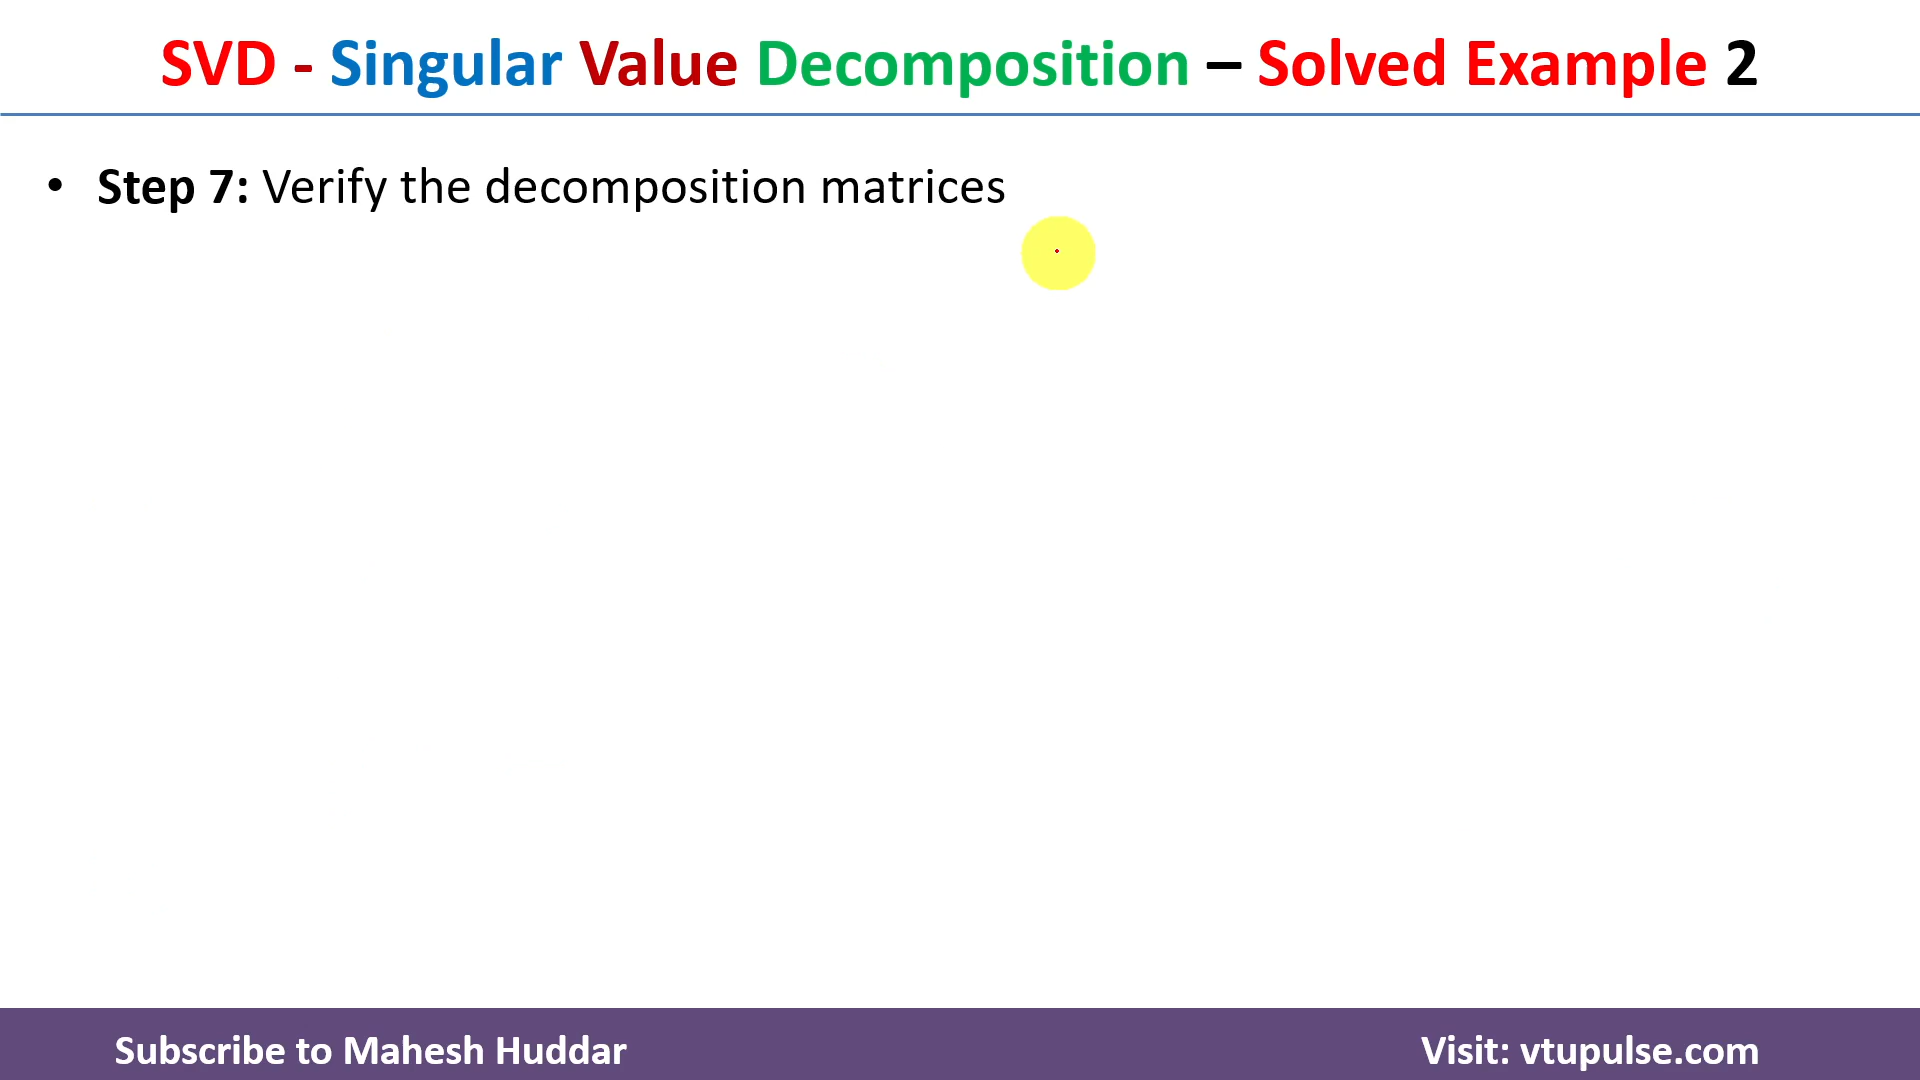 SVD - Singular Value Decomposition – Solved Example 2
• Step 7: Verify the decomposition matrices
Subscribe to Mahesh Huddar
Visit: vtupulse.com